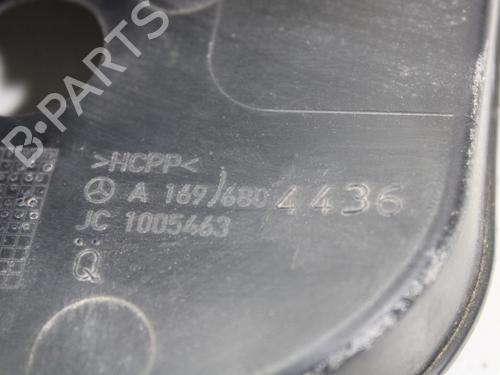 B-PARTS
>HCPP<
A 169/680 4436
JC 1005463
Q